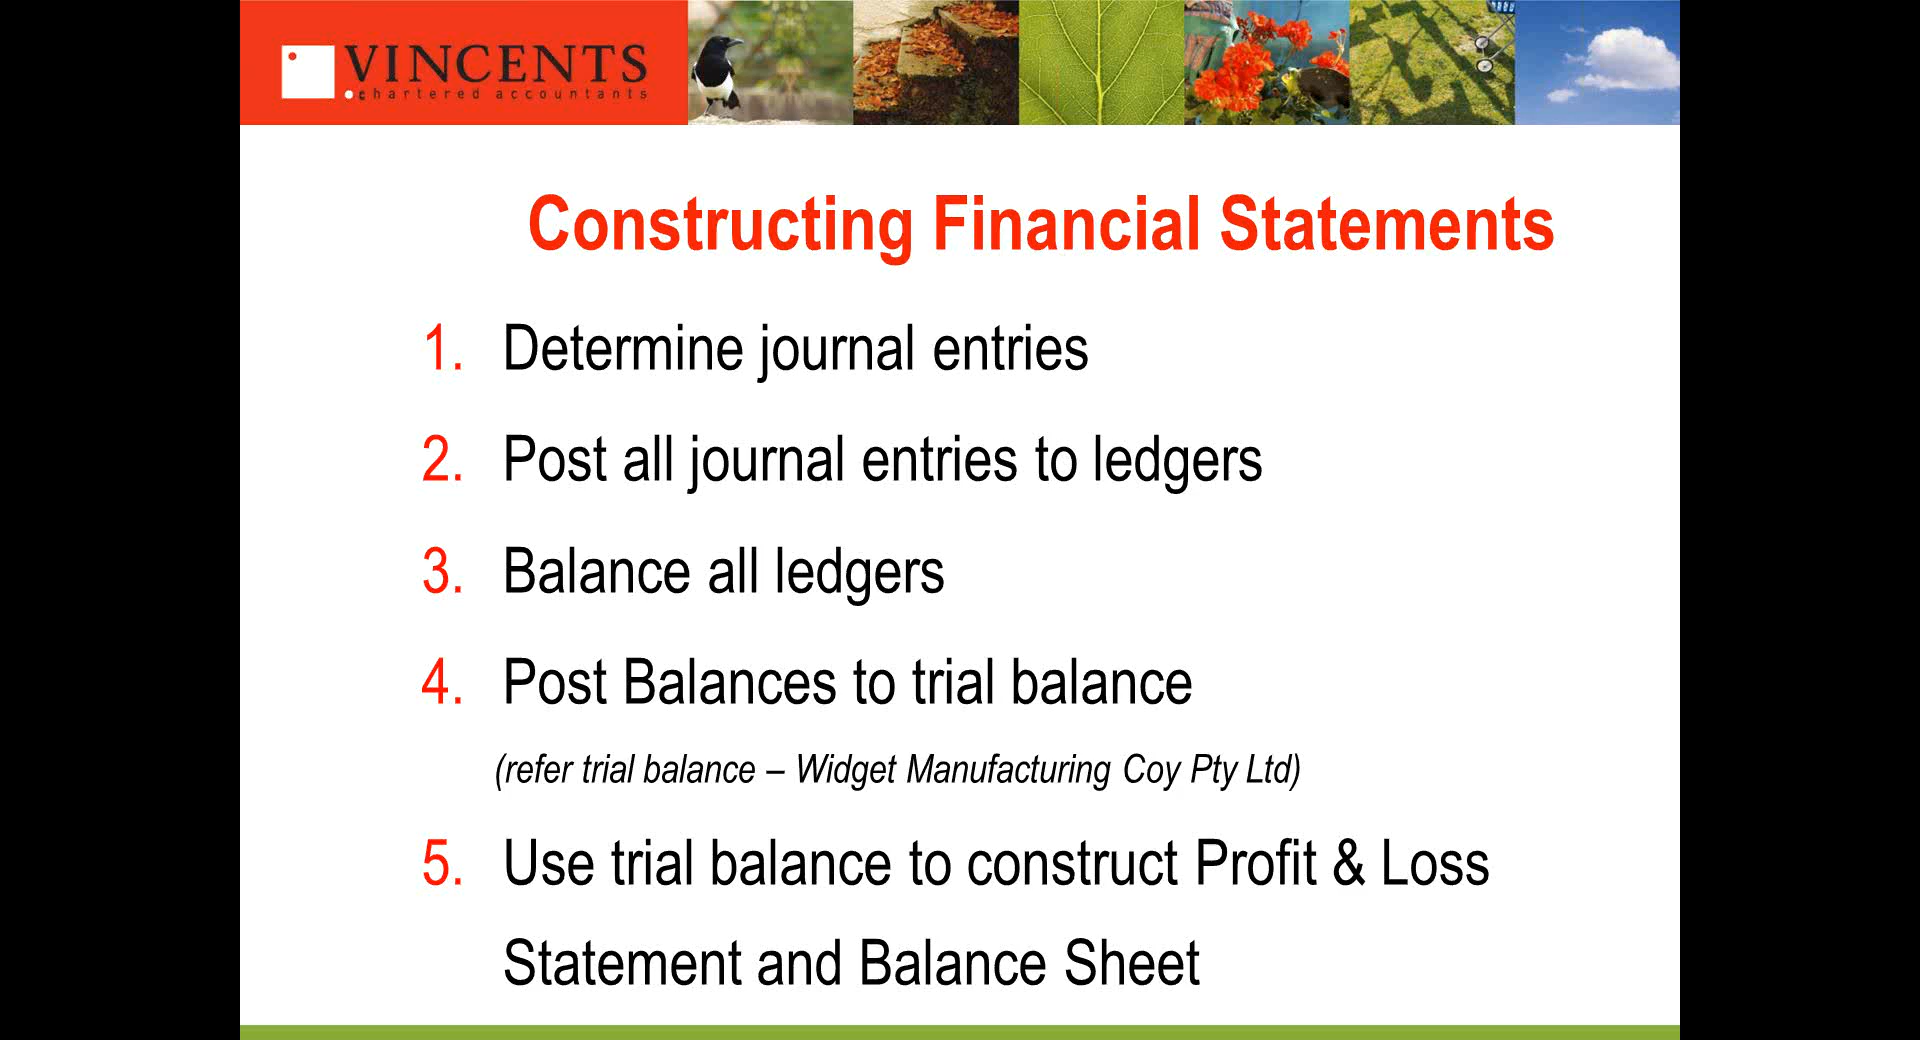 VINCENTS
chartered accountants
Constructing Financial Statements
1. Determine journal entries
2. Post all journal entries to ledgers
3. Balance all ledgers
4. Post Balances to trial balance
(refer trial balance – Widget Manufacturing Coy Pty Ltd)
5. Use trial balance to construct Profit & Loss
Statement and Balance Sheet